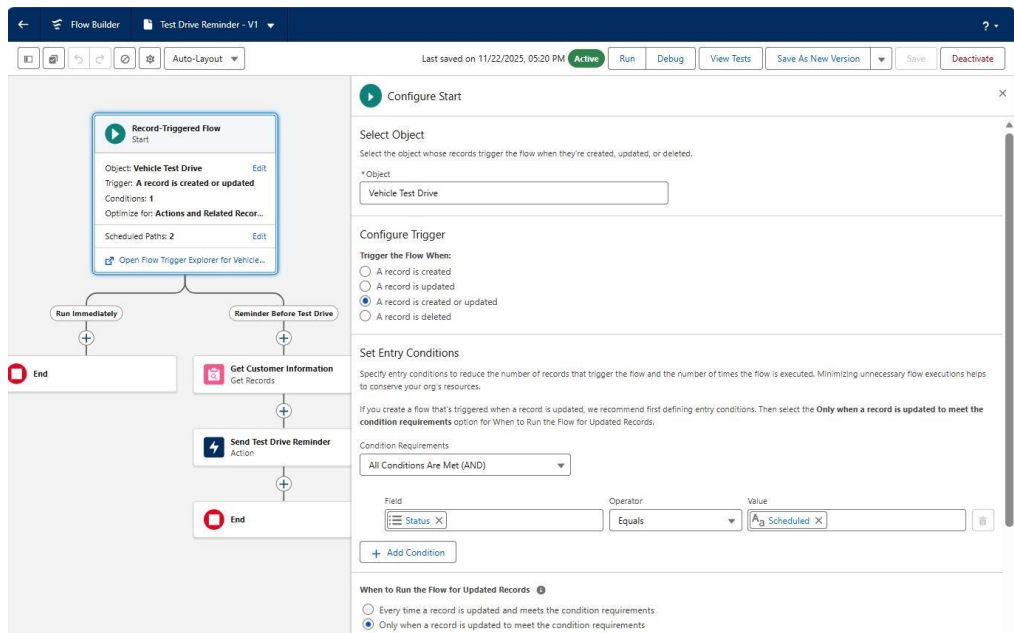 Flow Builder
Test Drive Reminder - V1
?
Auto-Layout
Last saved on 11/22/2025, 05:20 PM
Active
Run
Debug
View Tests
Save As New Version
Save
Deactivate
Record-Triggered Flow
Start
Object: Vehicle Test Drive
Edit
Trigger: A record is created or updated
Conditions: 1
Optimize for: Actions and Related Recor...
Scheduled Paths: 2
Edit
Open Flow Trigger Explorer for Vehicle...
Run Immediately
Reminder Before Test Drive
End
Get Customer Information
Get Records
Send Test Drive Reminder
Action
End
Configure Start
Select Object
Select the object whose records trigger the flow when they're created, updated, or deleted.
*Object
Vehicle Test Drive
Configure Trigger
Trigger the Flow When:
A record is created
A record is updated
A record is created or updated
A record is deleted
Set Entry Conditions
Specify entry conditions to reduce the number of records that trigger the flow and the number of times the flow is executed. Minimizing unnecessary flow executions helps
to conserve your org's resources.
If you create a flow that's triggered when a record is updated, we recommend first defining entry conditions. Then select the Only when a record is updated to meet the
condition requirements option for When to Run the Flow for Updated Records.
Condition Requirements
All Conditions Are Met (AND)
Field
Operator
Value
Status
Equals
Aa Scheduled
+ Add Condition
When to Run the Flow for Updated Records
Every time a record is updated and meets the condition requirements
Only when a record is updated to meet the condition requirements